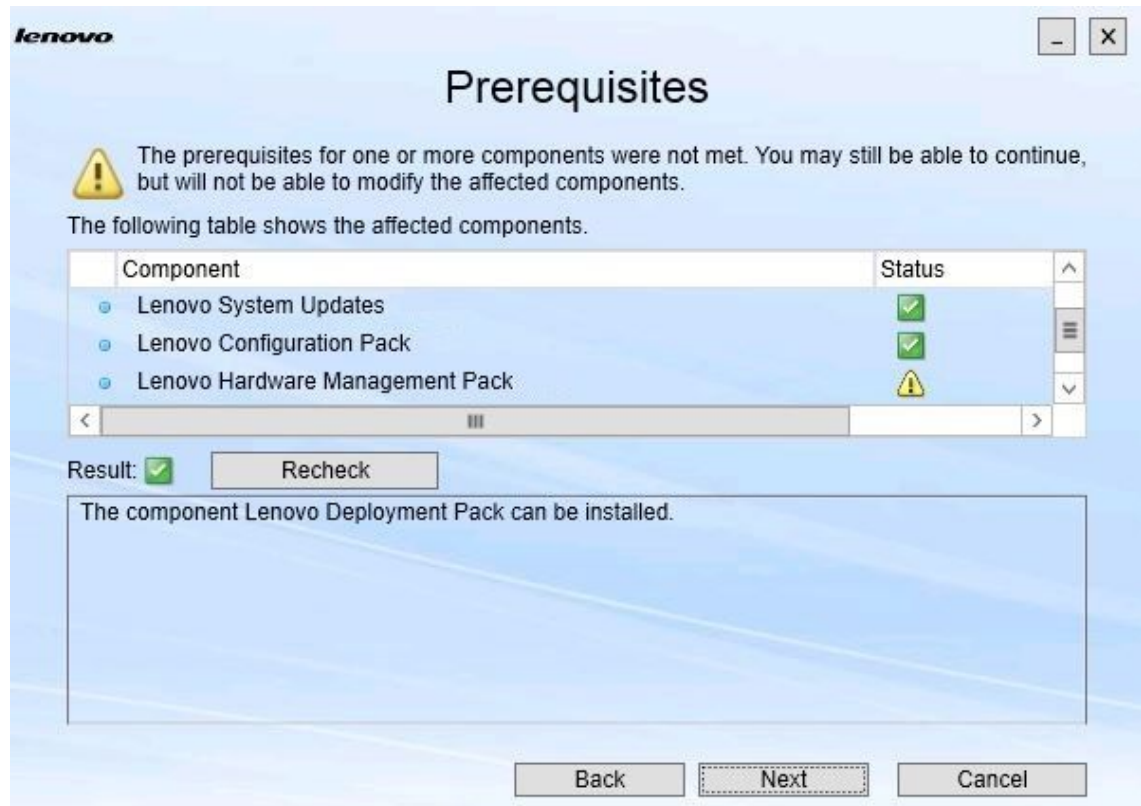 lenovo
Prerequisites
The prerequisites for one or more components were not met. You may still be able to continue,
but will not be able to modify the affected components.
The following table shows the affected components.
Component Status
Lenovo System Updates
Lenovo Configuration Pack
Lenovo Hardware Management Pack
Result: Recheck
The component Lenovo Deployment Pack can be installed.
Back Next Cancel